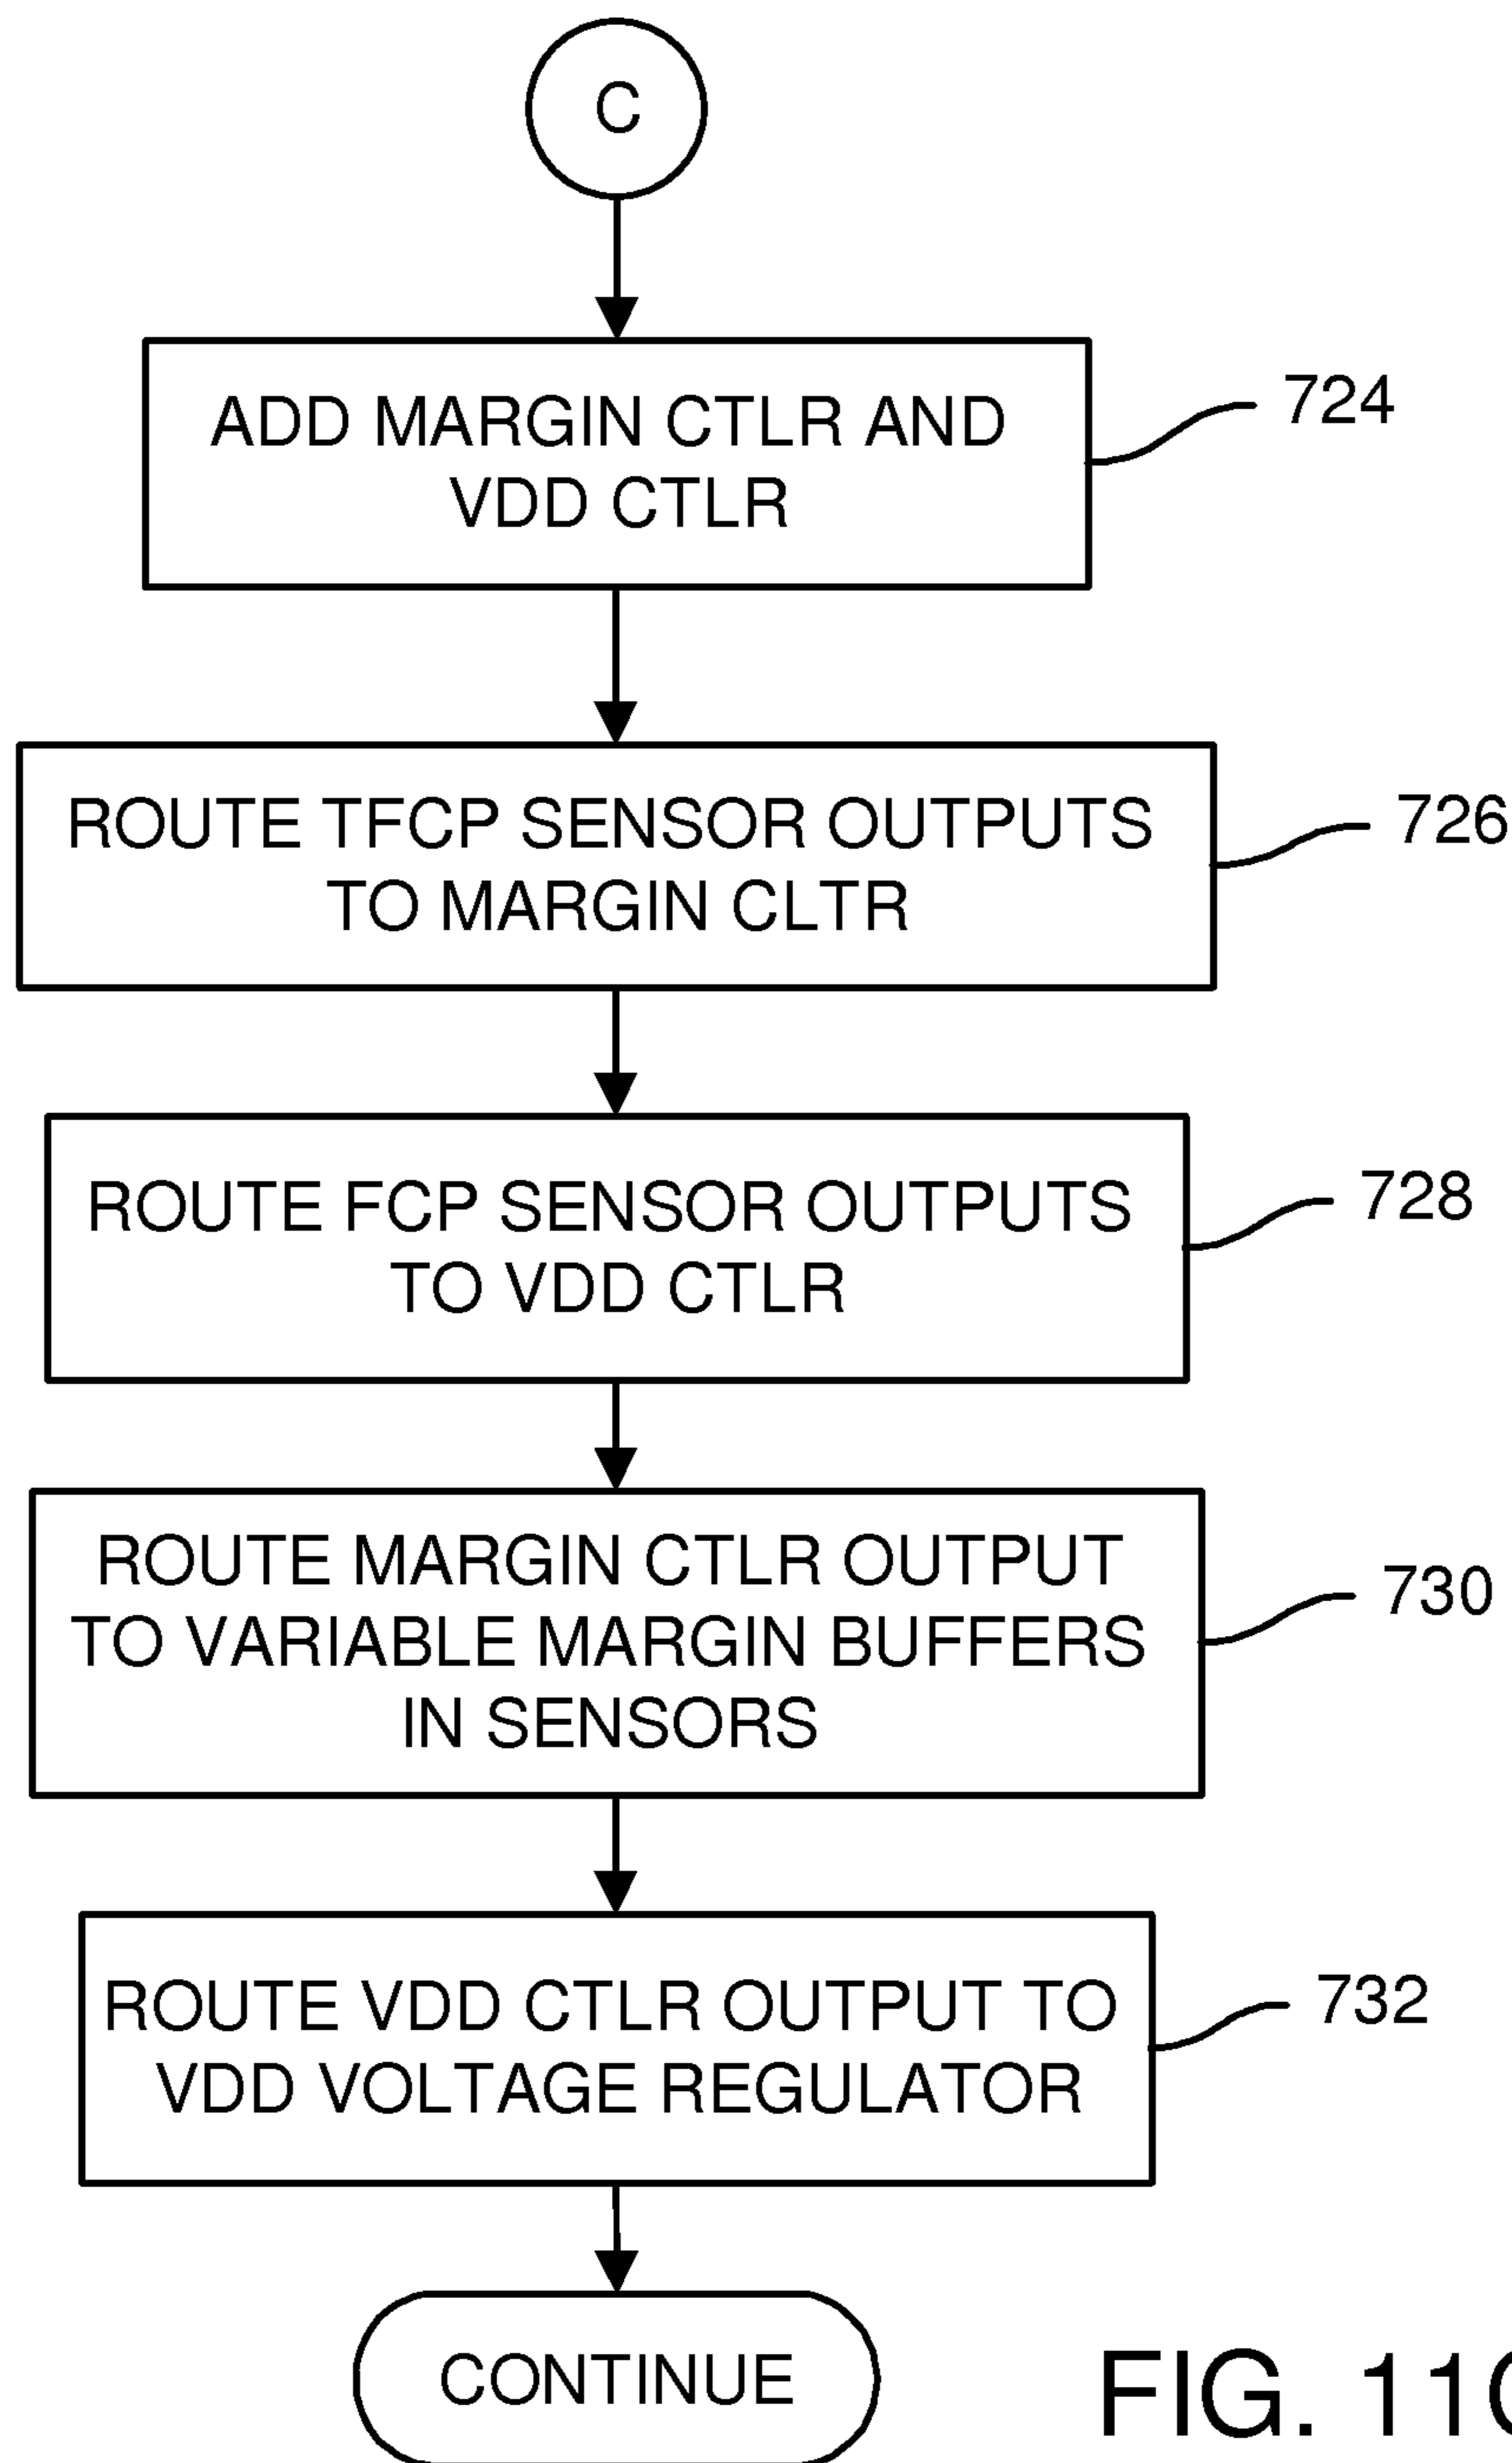 C
ADD MARGIN CTLR AND
VDD CTLR
724
ROUTE TFCP SENSOR OUTPUTS
TO MARGIN CLTR
726
ROUTE FCP SENSOR OUTPUTS
TO VDD CTLR
728
ROUTE MARGIN CTLR OUTPUT
TO VARIABLE MARGIN BUFFERS
IN SENSORS
730
ROUTE VDD CTLR OUTPUT TO
VDD VOLTAGE REGULATOR
732
CONTINUE
FIG.